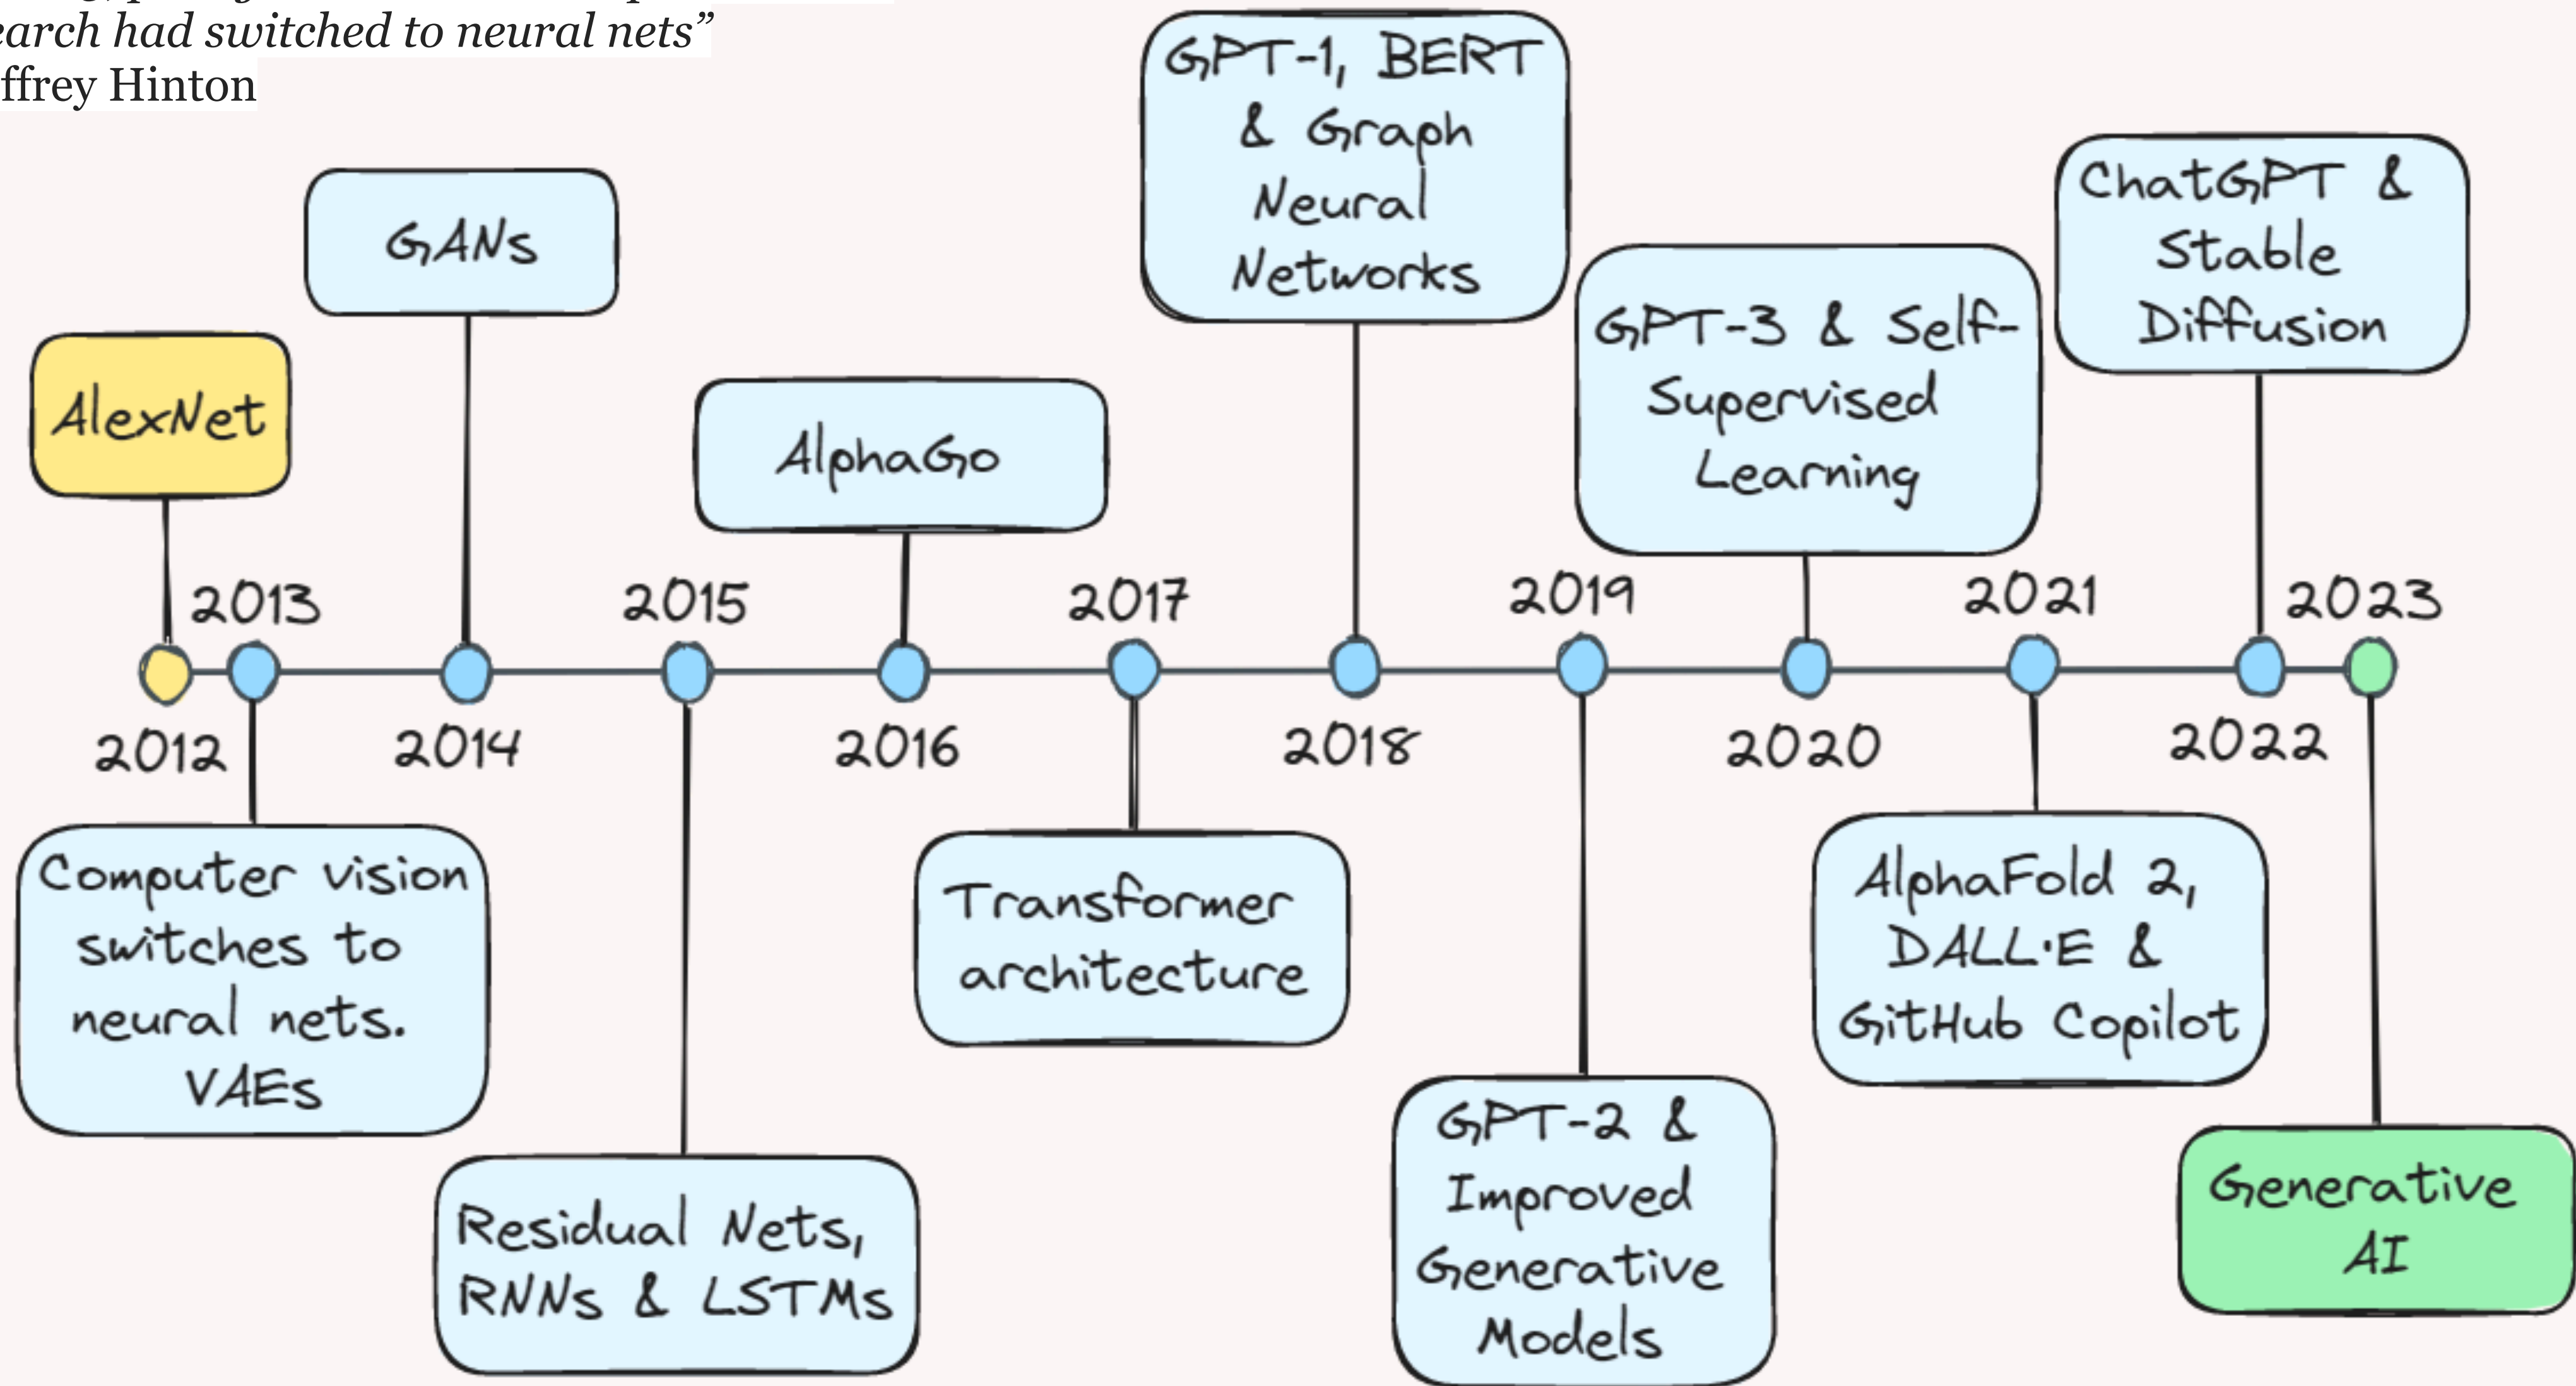 search had switched to neural nets”
ffrey Hinton
GPT-1, BERT
& Graph
Neural
Networks
ChatGPT &
Stable
Diffusion
GANs
GPT-3 & Self-
Supervised
Learning
AlexNet
AlphaGo
2013
2015
2017
2019
2021
2023
2012
2014
2016
2018
2020
2022
Computer vision
switches to
neural nets.
VAEs
Transformer
architecture
AlphaFold 2,
DALL·E &
GitHub Copilot
Residual Nets,
RNNs & LSTMs
GPT-2 &
Improved
Generative
Models
Generative
AI